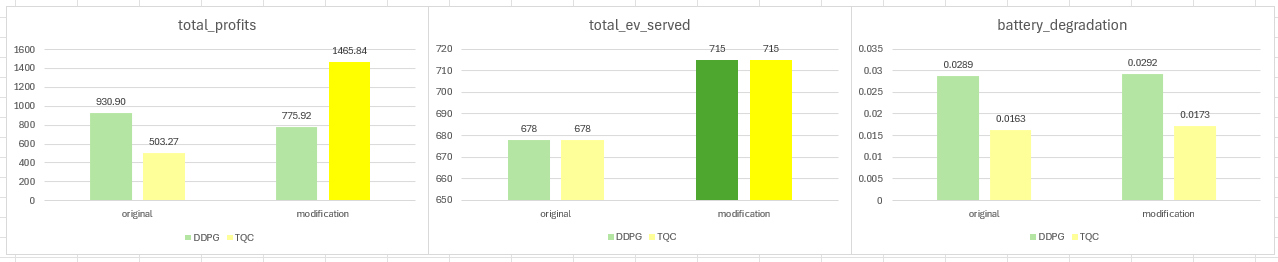 total_profits
1600
1400
1200
1000
800
600
400
200
0
930.90
503.27
775.92
1465.84
original
modification
DDPG
TQC
total_ev_served
720
710
700
690
680
670
660
650
678
678
715
715
original
modification
DDPG
TQC
battery_degradation
0.035
0.03
0.025
0.02
0.015
0.01
0.005
0
0.0289
0.0163
0.0292
0.0173
original
modification
DDPG
TQC